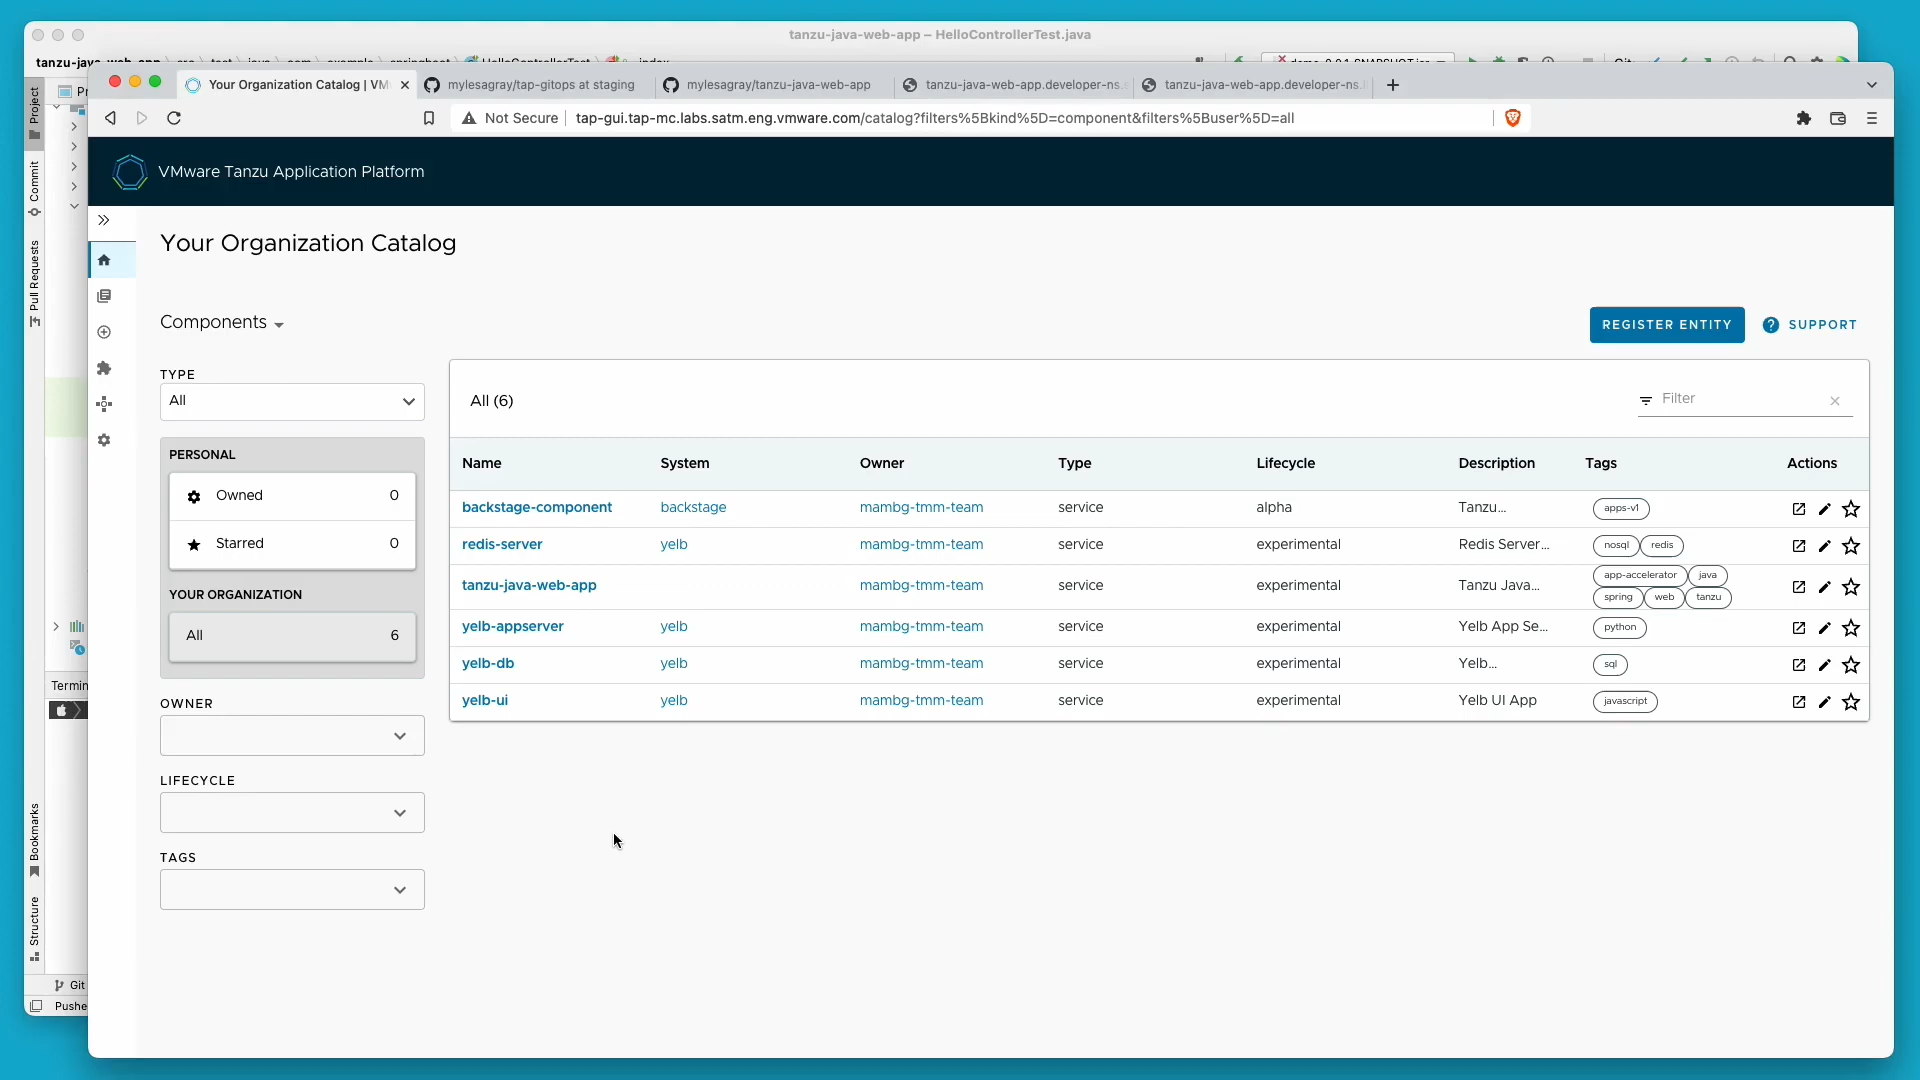 tanzu-java-web-app – HelloControllerTest.java
Your Organization Catalog | VM
mylesagray/tap-gitops at staging
mylesagray/tanzu-java-web-app
tanzu-java-web-app.developer-ns.
tanzu-java-web-app.developer-ns.
Not Secure
tap-gui.tap-mc.labs.satm.eng.vmware.com/catalog?filters%5Bkind%5D=component&filters%5Buser%5D=all
Project
Commit
Pull Requests
Bookmarks
Structure
Termin
Git
Pushe
VMware Tanzu Application Platform
Your Organization Catalog
Components
REGISTER ENTITY
SUPPORT
TYPE
All
PERSONAL
Owned 0
Starred 0
YOUR ORGANIZATION
All 6
OWNER
LIFECYCLE
TAGS
All (6)
Filter
Name System Owner Type Lifecycle Description Tags Actions
backstage-component backstage mambg-tmm-team service alpha Tanzu... apps-v1
redis-server yelb mambg-tmm-team service experimental Redis Server... nosql redis
tanzu-java-web-app mambg-tmm-team service experimental Tanzu Java... app-accelerator java
spring web tanzu
yelb-appserver yelb mambg-tmm-team service experimental Yelb App Se... python
yelb-db yelb mambg-tmm-team service experimental Yelb... sql
yelb-ui yelb mambg-tmm-team service experimental Yelb UI App javascript